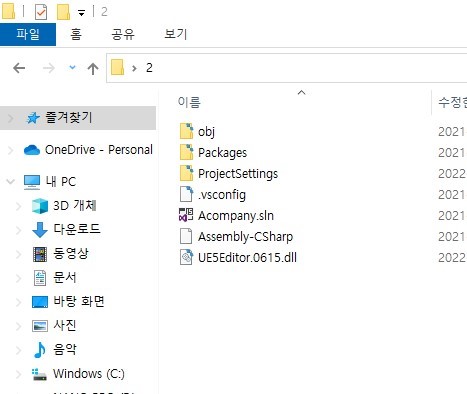 2
파일 홈 공유 보기
2
이름 수정한
즐겨찾기
OneDrive - Personal
내 PC
3D 개체
다운로드
동영상
문서
바탕 화면
사진
음악
Windows (C:)
obj 2021
Packages 2021
ProjectSettings 2022
.vsconfig 2021
Acompany.sln 2021
Assembly-CSharp 2021
UE5Editor.0615.dll 2022